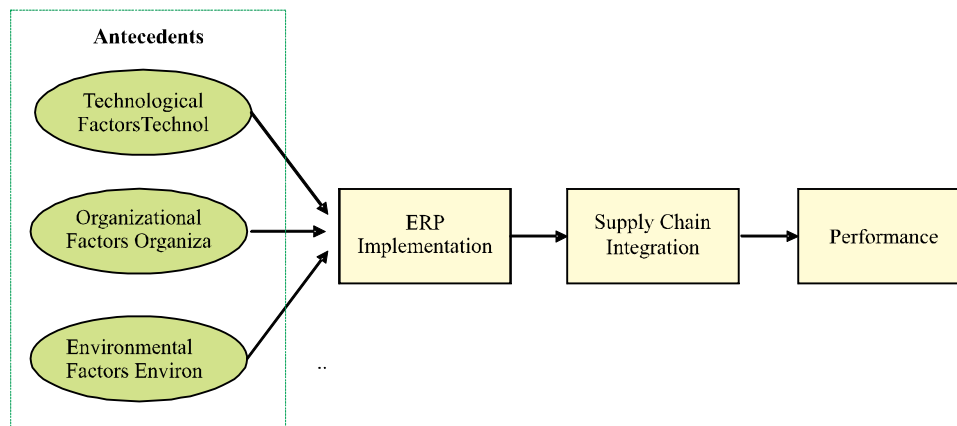 Antecedents
Technological
FactorsTechnol
Organizational
Factors Organiza
Environmental
Factors Environ
ERP
Implementation
Supply Chain
Integration
Performance
..